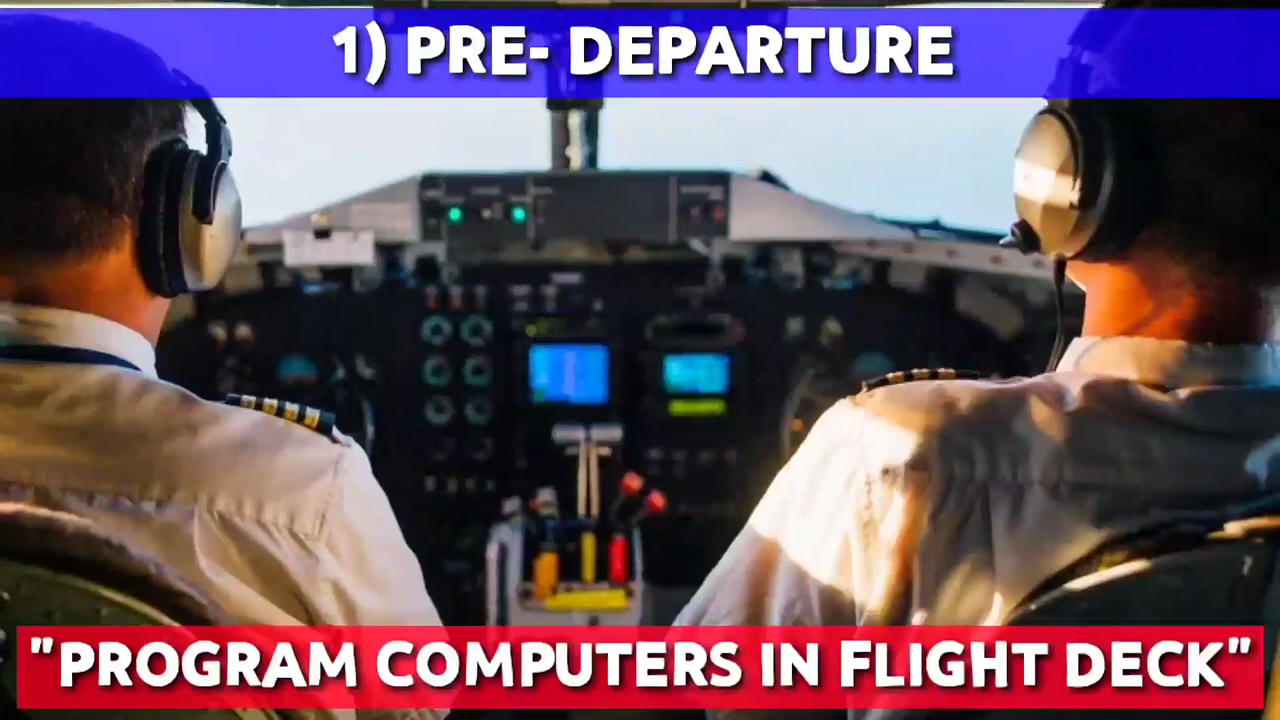 1) PRE- DEPARTURE
"PROGRAM COMPUTERS IN FLIGHT DECK"